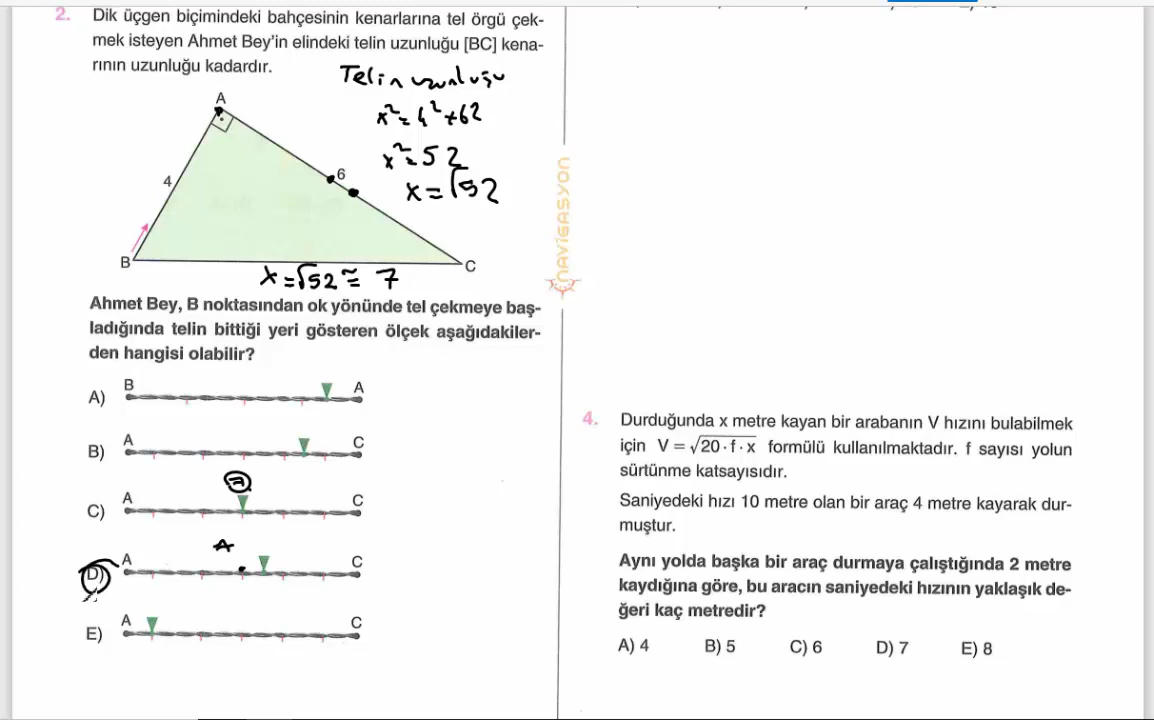 2. Dik üçgen biçimindeki bahçesinin kenarlarına tel örgü çek-
mek isteyen Ahmet Bey'in elindeki telin uzunluğu [BC] kena-
rının uzunluğu kadardır.
Telin uzunluğu
x²=4²+6²
x²=52
x=√52
A
4
6
B
C
x=√52≅7
Ahmet Bey, B noktasından ok yönünde tel çekmeye baş-
ladığında telin bittiği yeri gösteren ölçek aşağıdakiler-
den hangisi olabilir?
A) B A
B) A C
C) A 7 C
D) A C
E) A C
NAVİGASYON
4. Durduğunda x metre kayan bir arabanın V hızını bulabilmek
için V = √20·f·x formülü kullanılmaktadır. f sayısı yolun
sürtünme katsayısıdır.
Saniyedeki hızı 10 metre olan bir araç 4 metre kayarak dur-
muştur.
Aynı yolda başka bir araç durmaya çalıştığında 2 metre
kaydığına göre, bu aracın saniyedeki hızının yaklaşık de-
ğeri kaç metredir?
A) 4 B) 5 C) 6 D) 7 E) 8